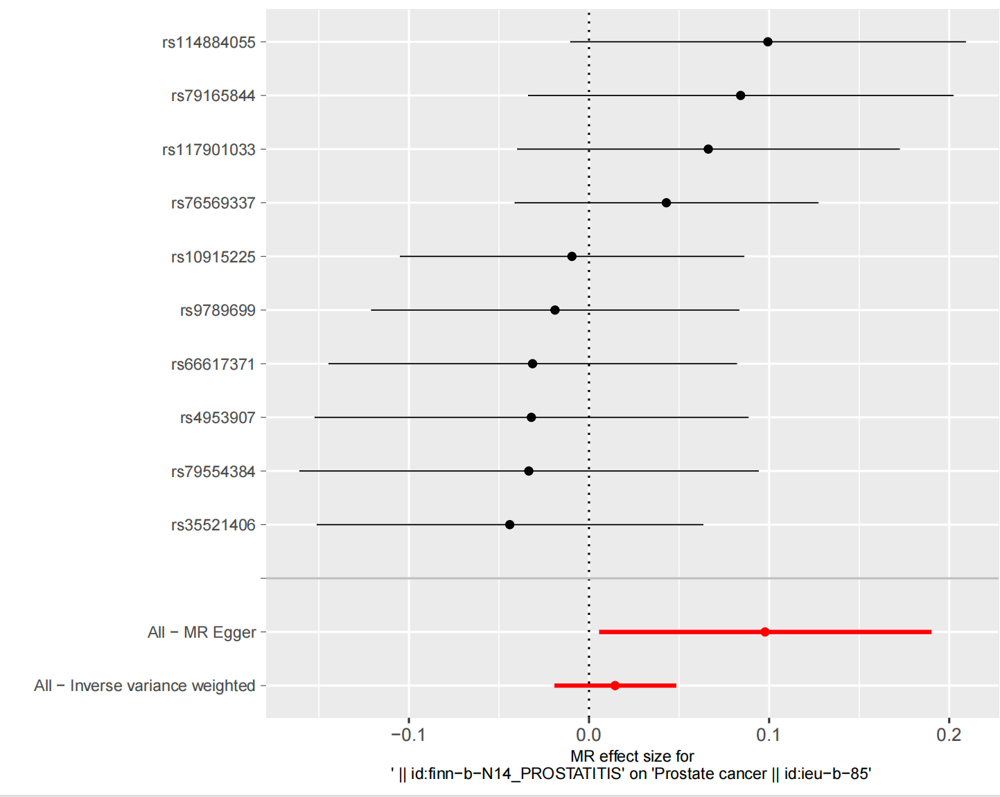 rs114884055
rs79165844
rs117901033
rs76569337
rs10915225
rs9789699
rs66617371
rs4953907
rs79554384
rs35521406
All − MR Egger
All − Inverse variance weighted
−0.1 0.0 0.1 0.2
MR effect size for
' || id:finn−b−N14_PROSTATITIS' on 'Prostate cancer || id:ieu−b−85'